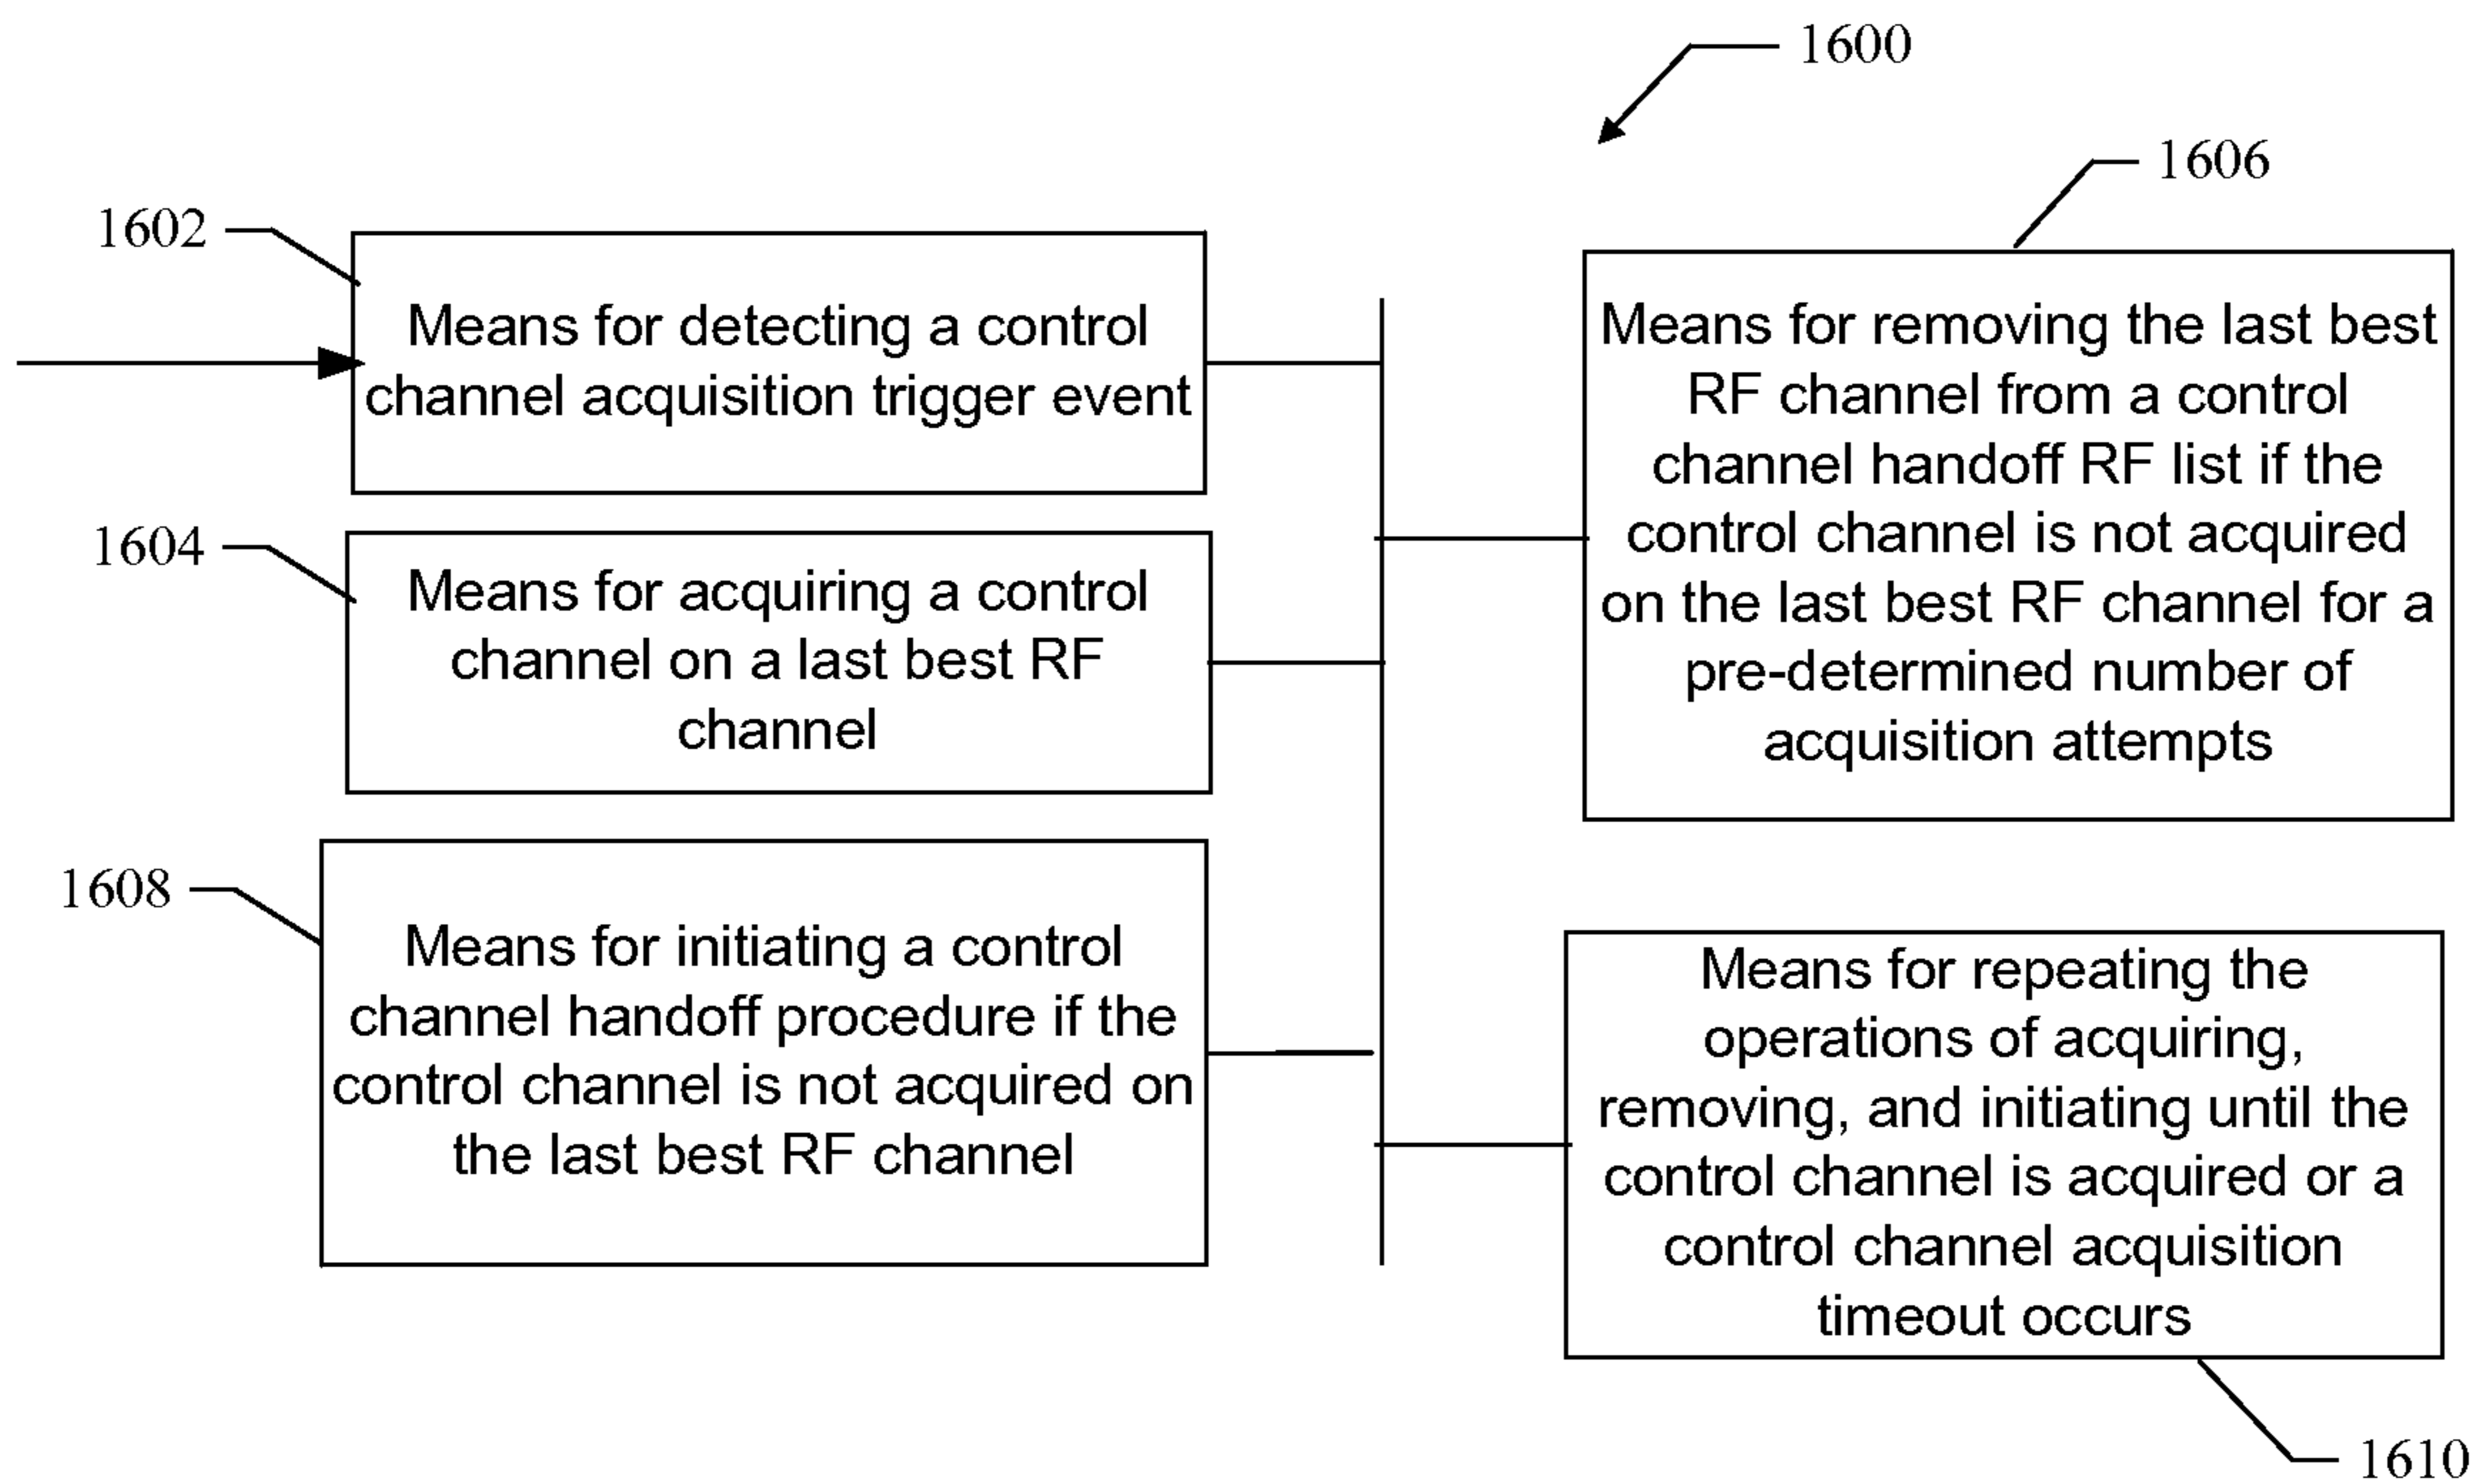 1600
1602
Means for detecting a control
channel acquisition trigger event
1604
Means for acquiring a control
channel on a last best RF
channel
1606
Means for removing the last best
RF channel from a control
channel handoff RF list if the
control channel is not acquired
on the last best RF channel for a
pre-determined number of
acquisition attempts
1608
Means for initiating a control
channel handoff procedure if the
control channel is not acquired on
the last best RF channel
Means for repeating the
operations of acquiring,
removing, and initiating until the
control channel is acquired or a
control channel acquisition
timeout occurs
1610